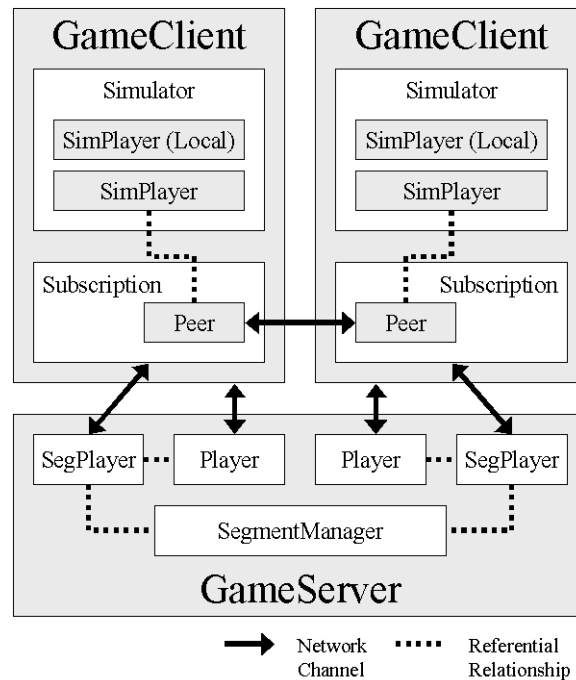 GameClient
Simulator
SimPlayer (Local)
SimPlayer
Subscription
Peer
GameClient
Simulator
SimPlayer (Local)
SimPlayer
Subscription
Peer
SegPlayer
Player
Player
SegPlayer
SegmentManager
GameServer
Network
Channel
Referential
Relationship